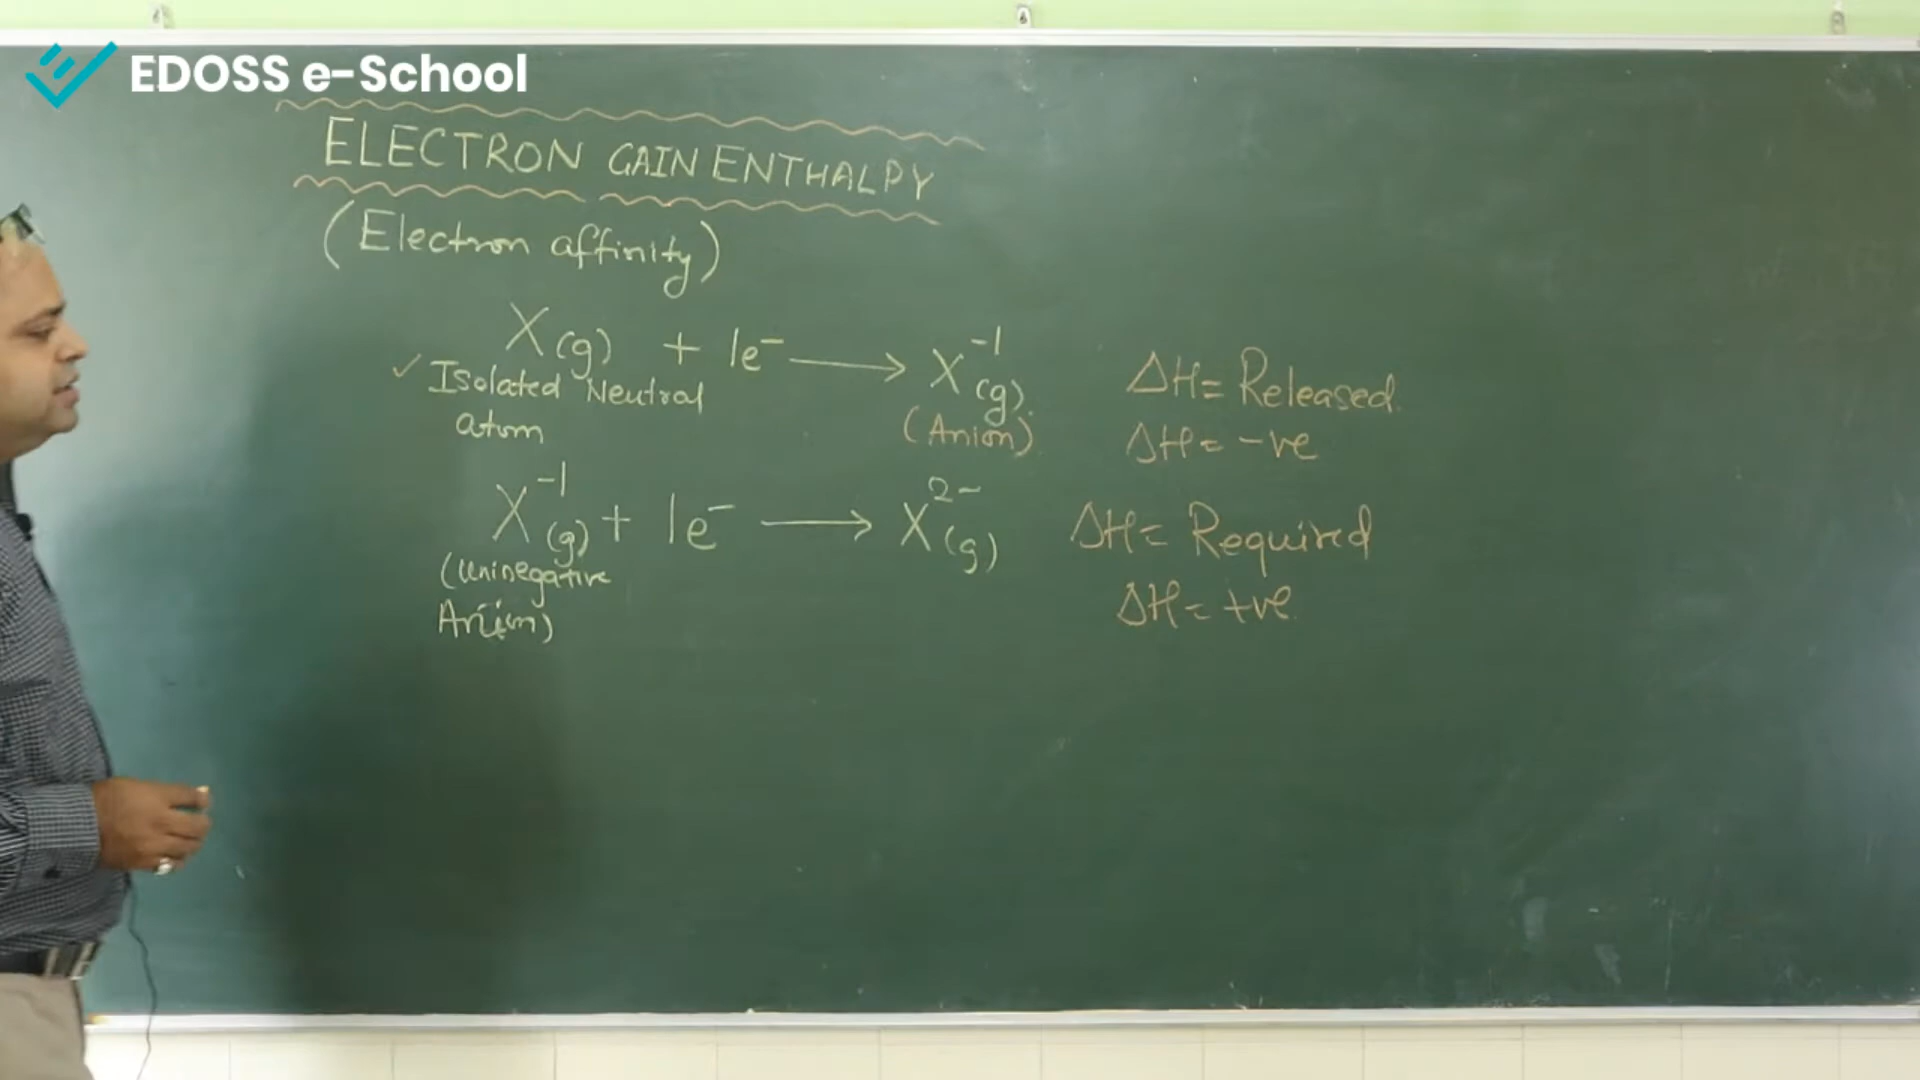 EDOSS e-School
ELECTRON GAIN ENTHALPY
(Electron affinity)
X(g) + 1e⁻ ⟶ X⁻¹(g) ΔH= Released.
✓ Isolated Neutral
atom
(Anion)
ΔH= -ve
X⁻¹(g) + 1e⁻ ⟶ X²⁻(g) ΔH= Required
(Uninegative
Anion)
ΔH= +ve